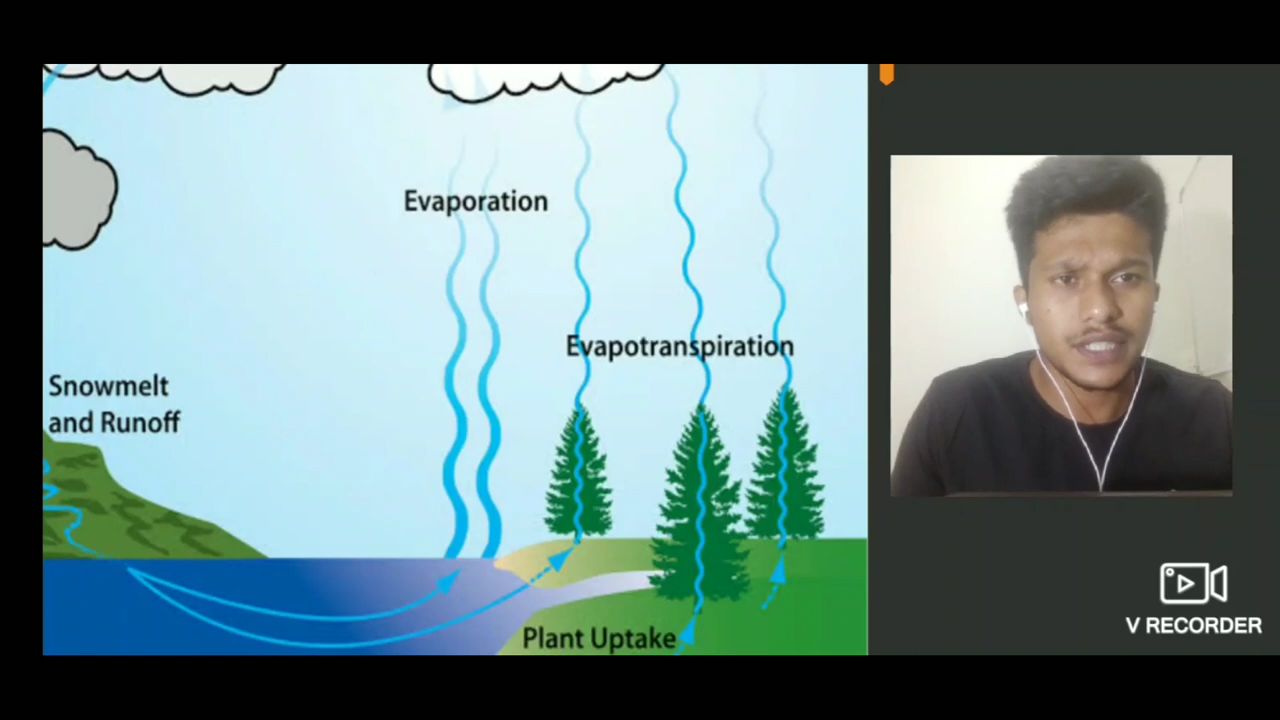 Evaporation
Evapotranspiration
Snowmelt
and Runoff
Plant Uptake
V RECORDER